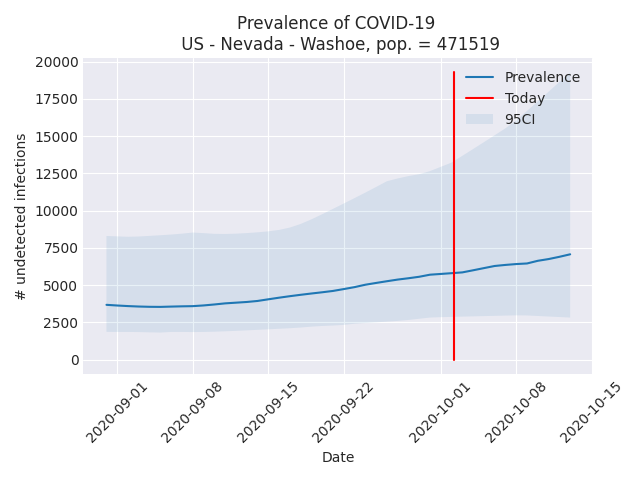 Prevalence of COVID-19
US - Nevada - Washoe, pop. = 471519
20000
17500
15000
12500
10000
7500
5000
2500
0
# undetected infections
Prevalence
Today
95CI
2020-09-01
2020-09-08
2020-09-15
2020-09-22
2020-10-01
2020-10-08
2020-10-15
Date